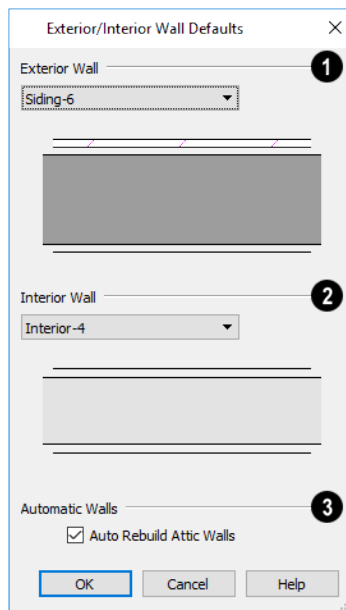 Exterior/Interior Wall Defaults
Exterior Wall 1
Siding-6
Interior Wall 2
Interior-4
Automatic Walls 3
Auto Rebuild Attic Walls
OK Cancel Help